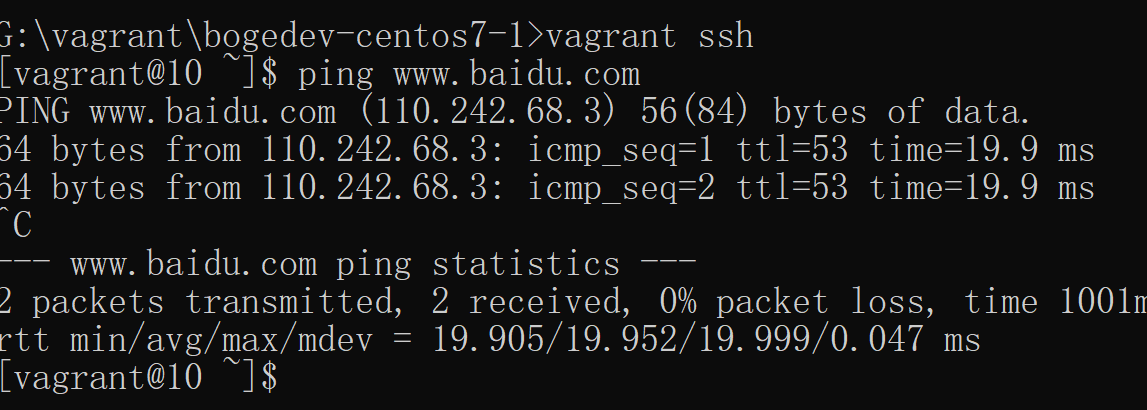 G:\vagrant\bogedev-centos7-1>vagrant ssh
[vagrant@10 ~]$ ping www.baidu.com
PING www.baidu.com (110.242.68.3) 56(84) bytes of data.
64 bytes from 110.242.68.3: icmp_seq=1 ttl=53 time=19.9 ms
64 bytes from 110.242.68.3: icmp_seq=2 ttl=53 time=19.9 ms
^C
--- www.baidu.com ping statistics ---
2 packets transmitted, 2 received, 0% packet loss, time 1001m
rtt min/avg/max/mdev = 19.905/19.952/19.999/0.047 ms
[vagrant@10 ~]$